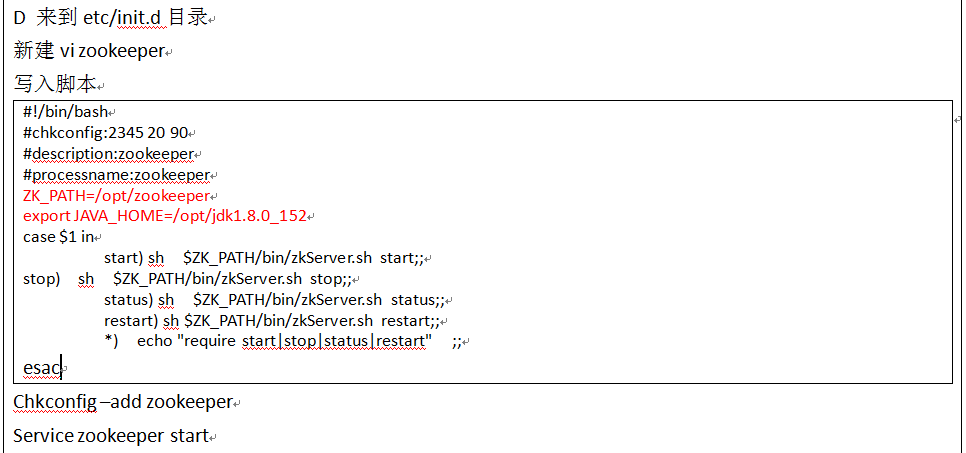 D 来到 etc/init.d 目录
新建 vi zookeeper
写入脚本
#!/bin/bash
#chkconfig:2345 20 90
#description:zookeeper
#processname:zookeeper
ZK_PATH=/opt/zookeeper
export JAVA_HOME=/opt/jdk1.8.0_152
case $1 in
start) sh $ZK_PATH/bin/zkServer.sh start;;
stop) sh $ZK_PATH/bin/zkServer.sh stop;;
status) sh $ZK_PATH/bin/zkServer.sh status;;
restart) sh $ZK_PATH/bin/zkServer.sh restart;;
*) echo "require start|stop|status|restart" ;;
esac
Chkconfig –add zookeeper
Service zookeeper start